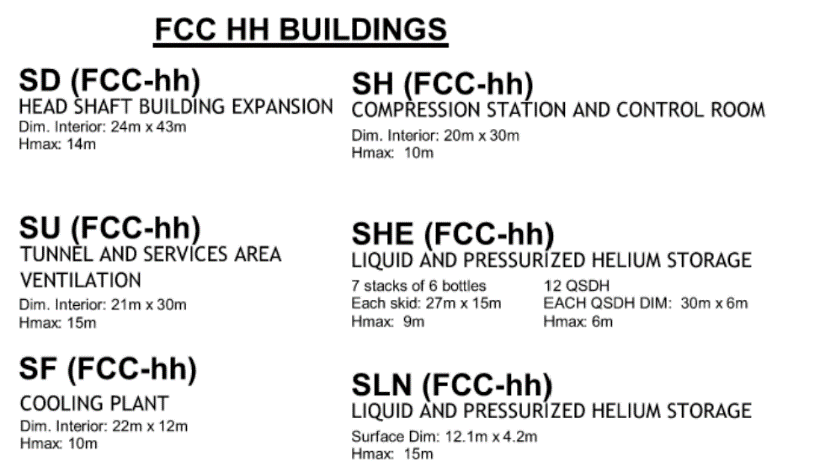 FCC HH BUILDINGS
SD (FCC-hh)
HEAD SHAFT BUILDING EXPANSION
Dim. Interior: 24m x 43m
Hmax: 14m
SH (FCC-hh)
COMPRESSION STATION AND CONTROL ROOM
Dim. Interior: 20m x 30m
Hmax: 10m
SU (FCC-hh)
TUNNEL AND SERVICES AREA
VENTILATION
Dim. Interior: 21m x 30m
Hmax: 15m
SHE (FCC-hh)
LIQUID AND PRESSURIZED HELIUM STORAGE
7 stacks of 6 bottles
Each skid: 27m x 15m
Hmax: 9m
12 QSDH
EACH QSDH DIM: 30m x 6m
Hmax: 6m
SF (FCC-hh)
COOLING PLANT
Dim. Interior: 22m x 12m
Hmax: 10m
SLN (FCC-hh)
LIQUID AND PRESSURIZED HELIUM STORAGE
Surface Dim: 12.1m x 4.2m
Hmax: 15m